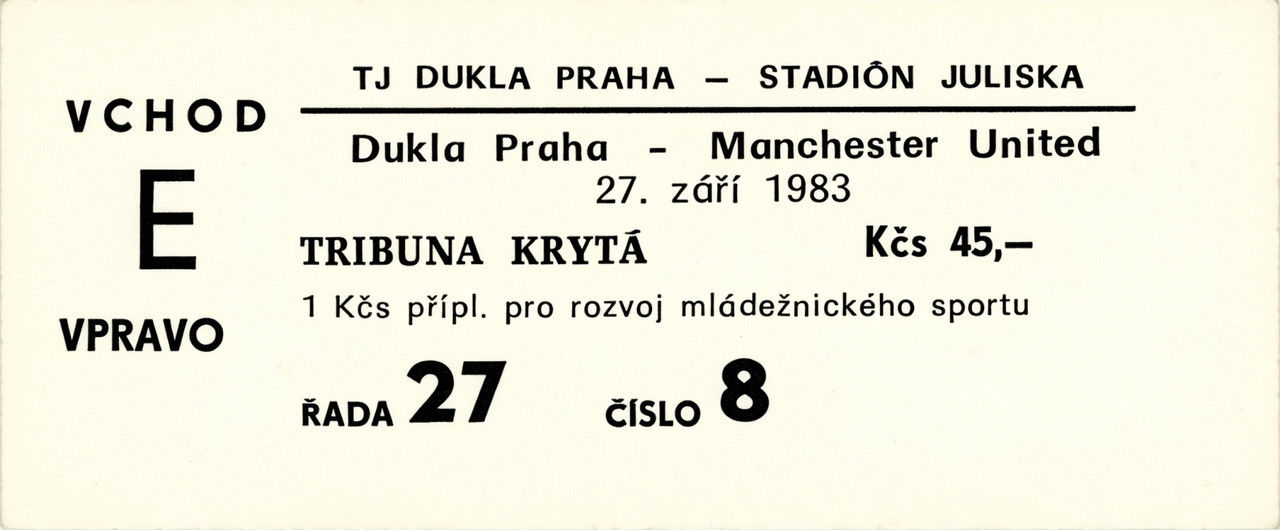 VCHOD
E
VPRAVO
TJ DUKLA PRAHA — STADIÔN JULISKA
Dukla Praha – Manchester United
27. září 1983
TRIBUNA KRYTÁ Kčs 45,—
1 Kčs přípl. pro rozvoj mládežnického sportu
ŘADA 27 ČÍSLO 8